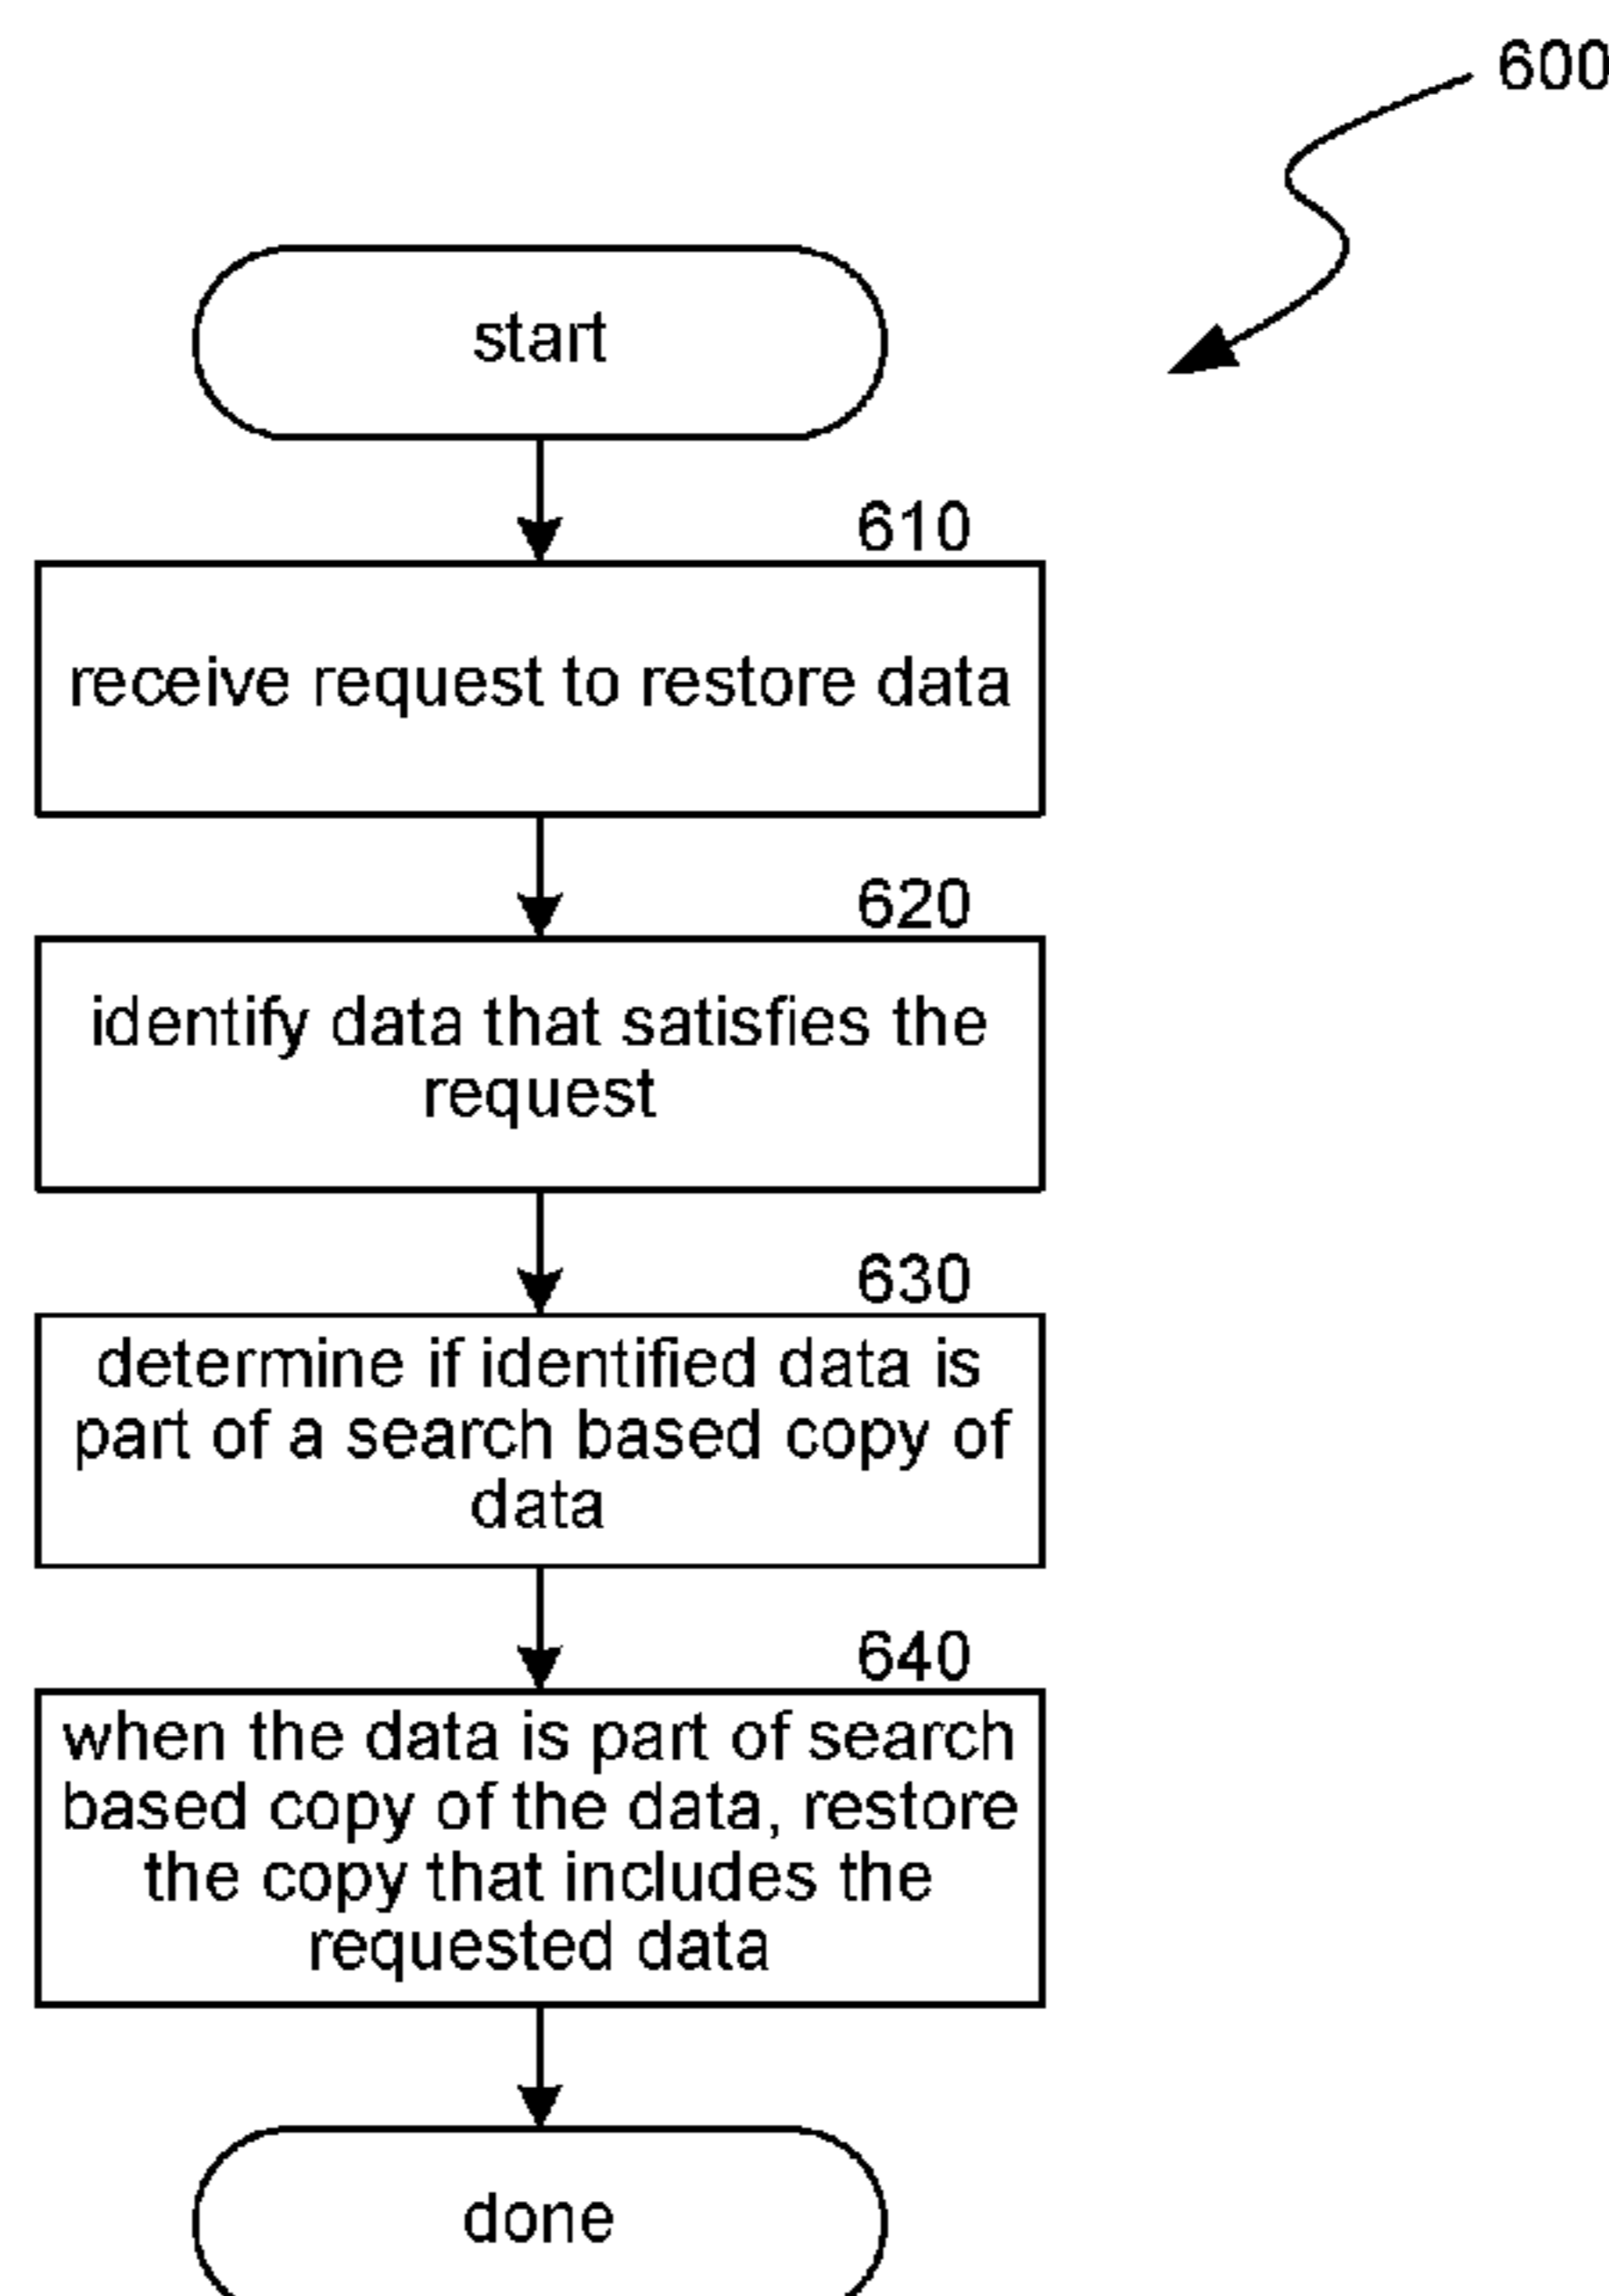 600
start
610
receive request to restore data
620
identify data that satisfies the
request
630
determine if identified data is
part of a search based copy of
data
640
when the data is part of search
based copy of the data, restore
the copy that includes the
requested data
done